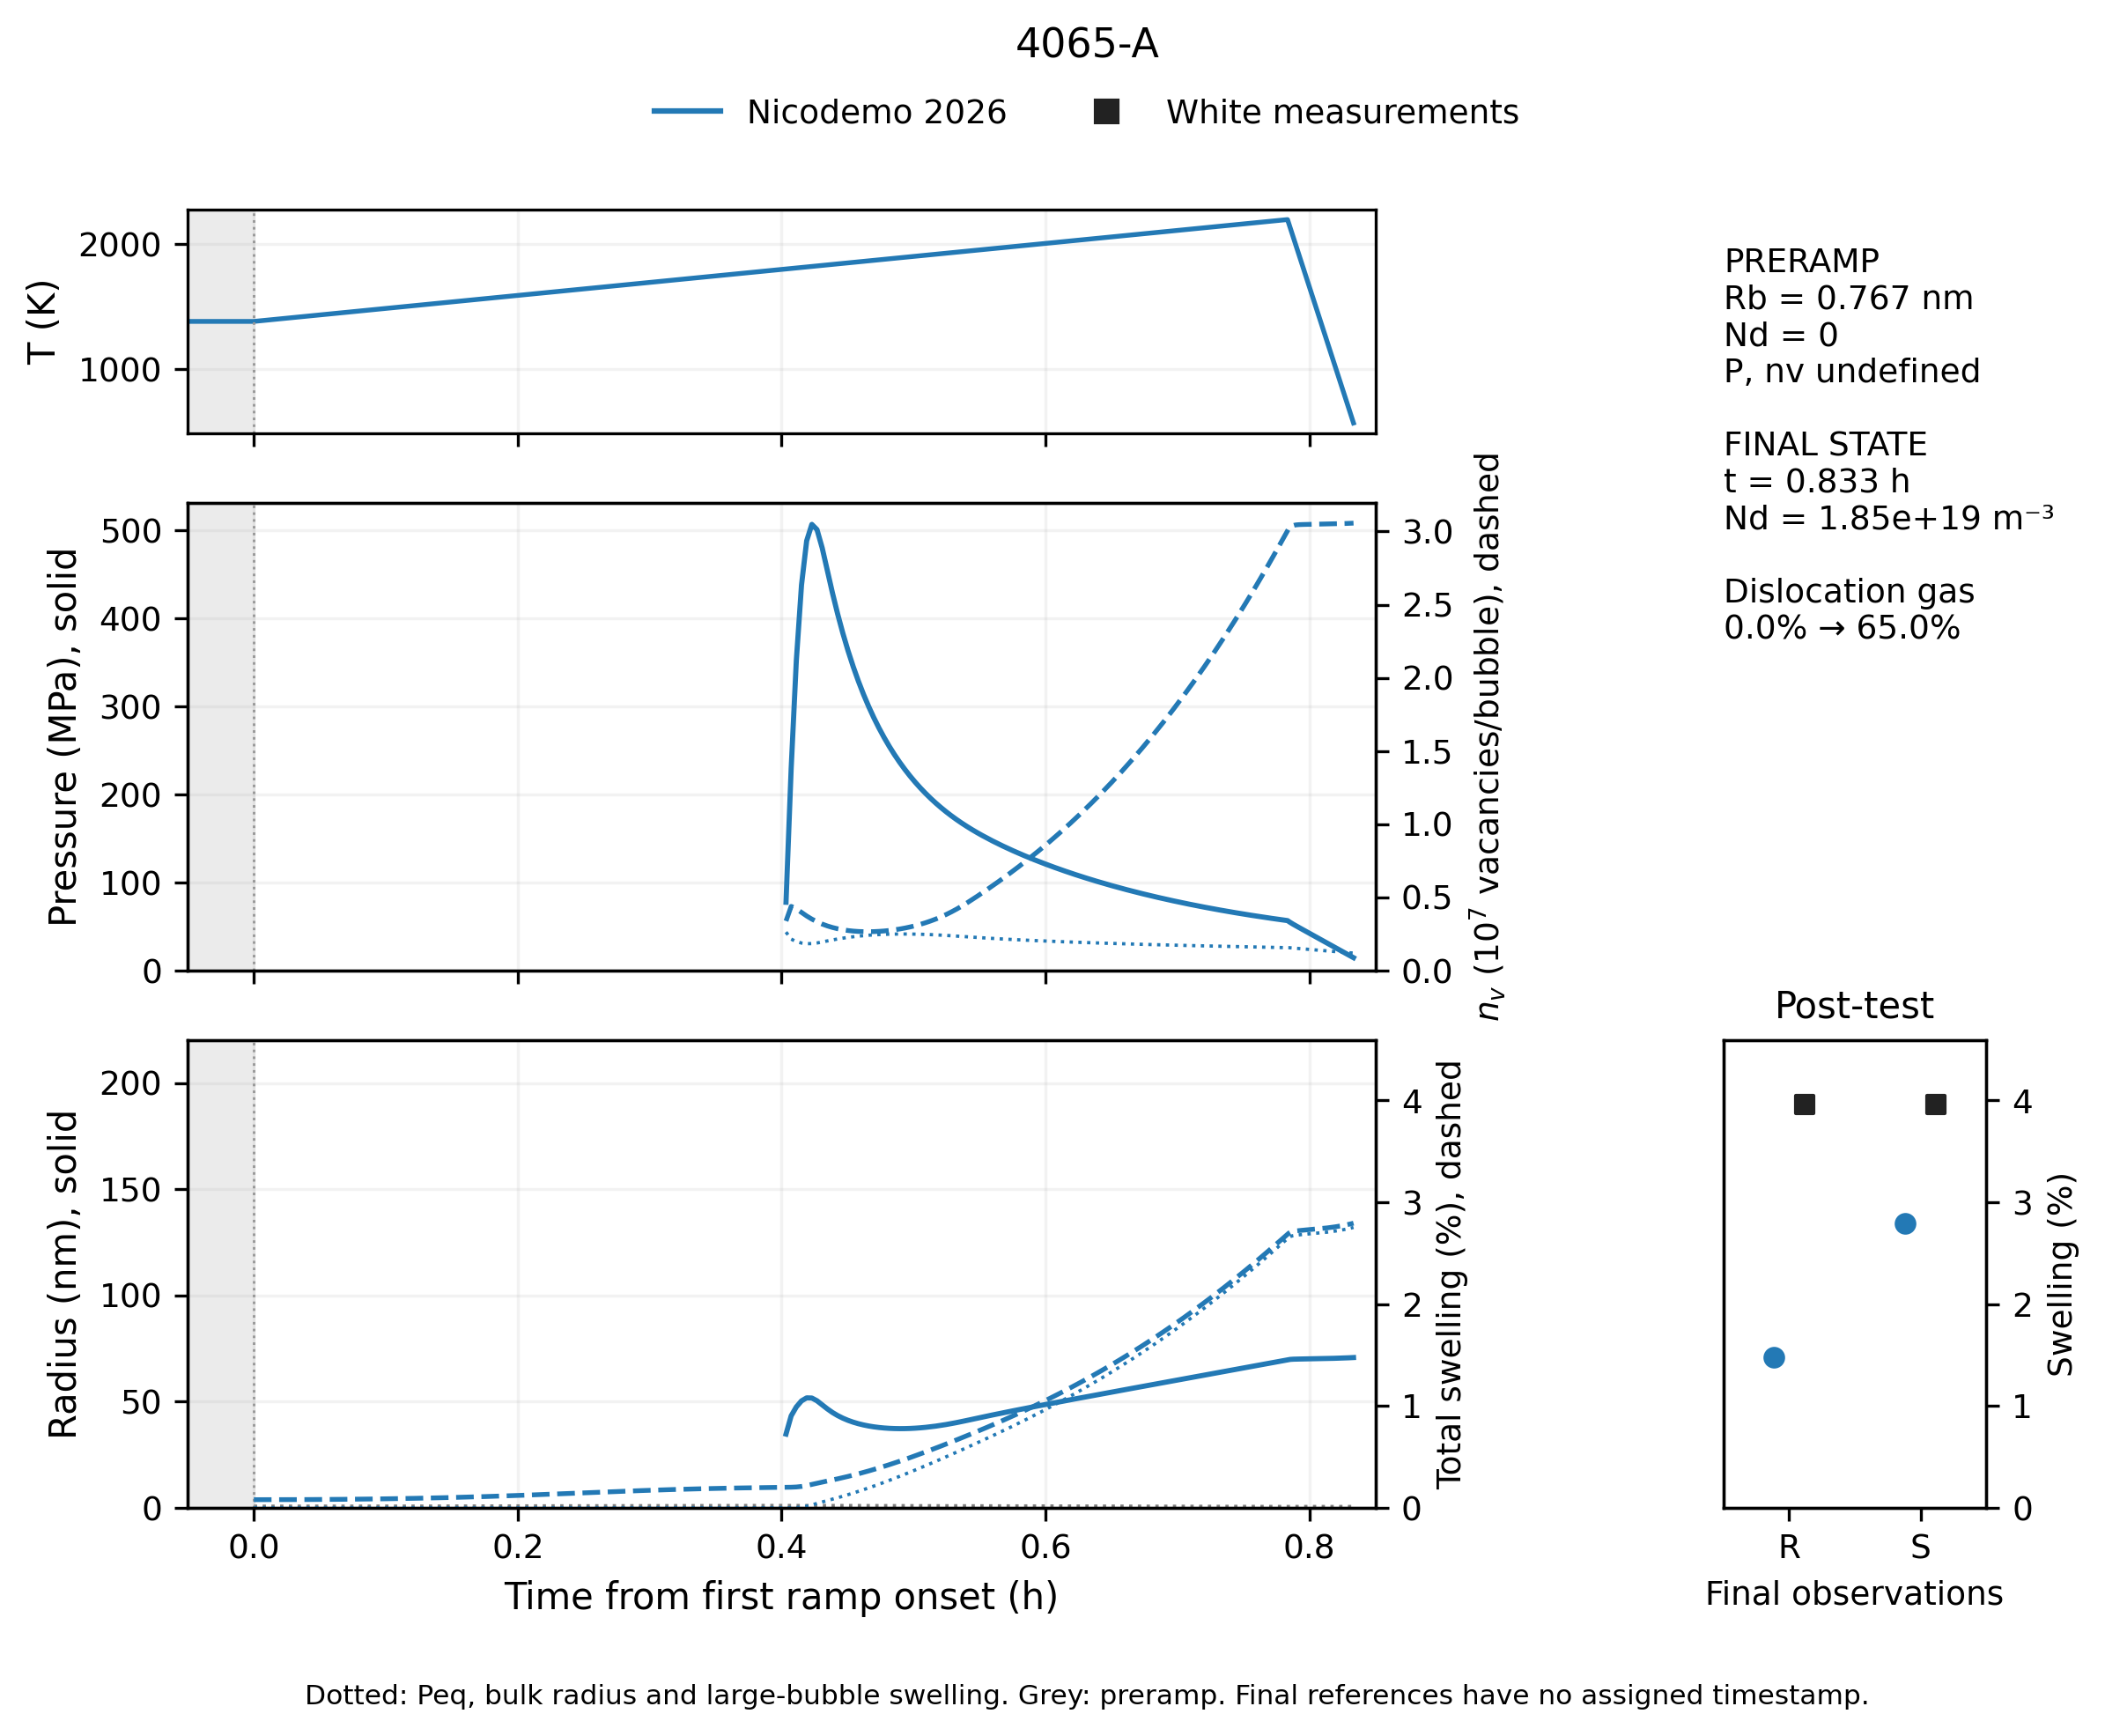 4065-A
Nicodemo 2026
White measurements
T (K)
2000
1000
Pressure (MPa), solid
500
400
300
200
100
0
3.0
2.5
2.0
1.5
1.0
0.5
0.0
nᵥ (10⁷ vacancies/bubble), dashed
Radius (nm), solid
200
150
100
50
0
4
3
2
1
0
Total swelling (%), dashed
0.0
0.2
0.4
0.6
0.8
Time from first ramp onset (h)
PRERAMP
Rb = 0.767 nm
Nd = 0
P, nv undefined
FINAL STATE
t = 0.833 h
Nd = 1.85e+19 m⁻³
Dislocation gas
0.0% → 65.0%
Post-test
4
3
2
1
0
Swelling (%)
R
S
Final observations
Dotted: Peq, bulk radius and large-bubble swelling. Grey: preramp. Final references have no assigned timestamp.